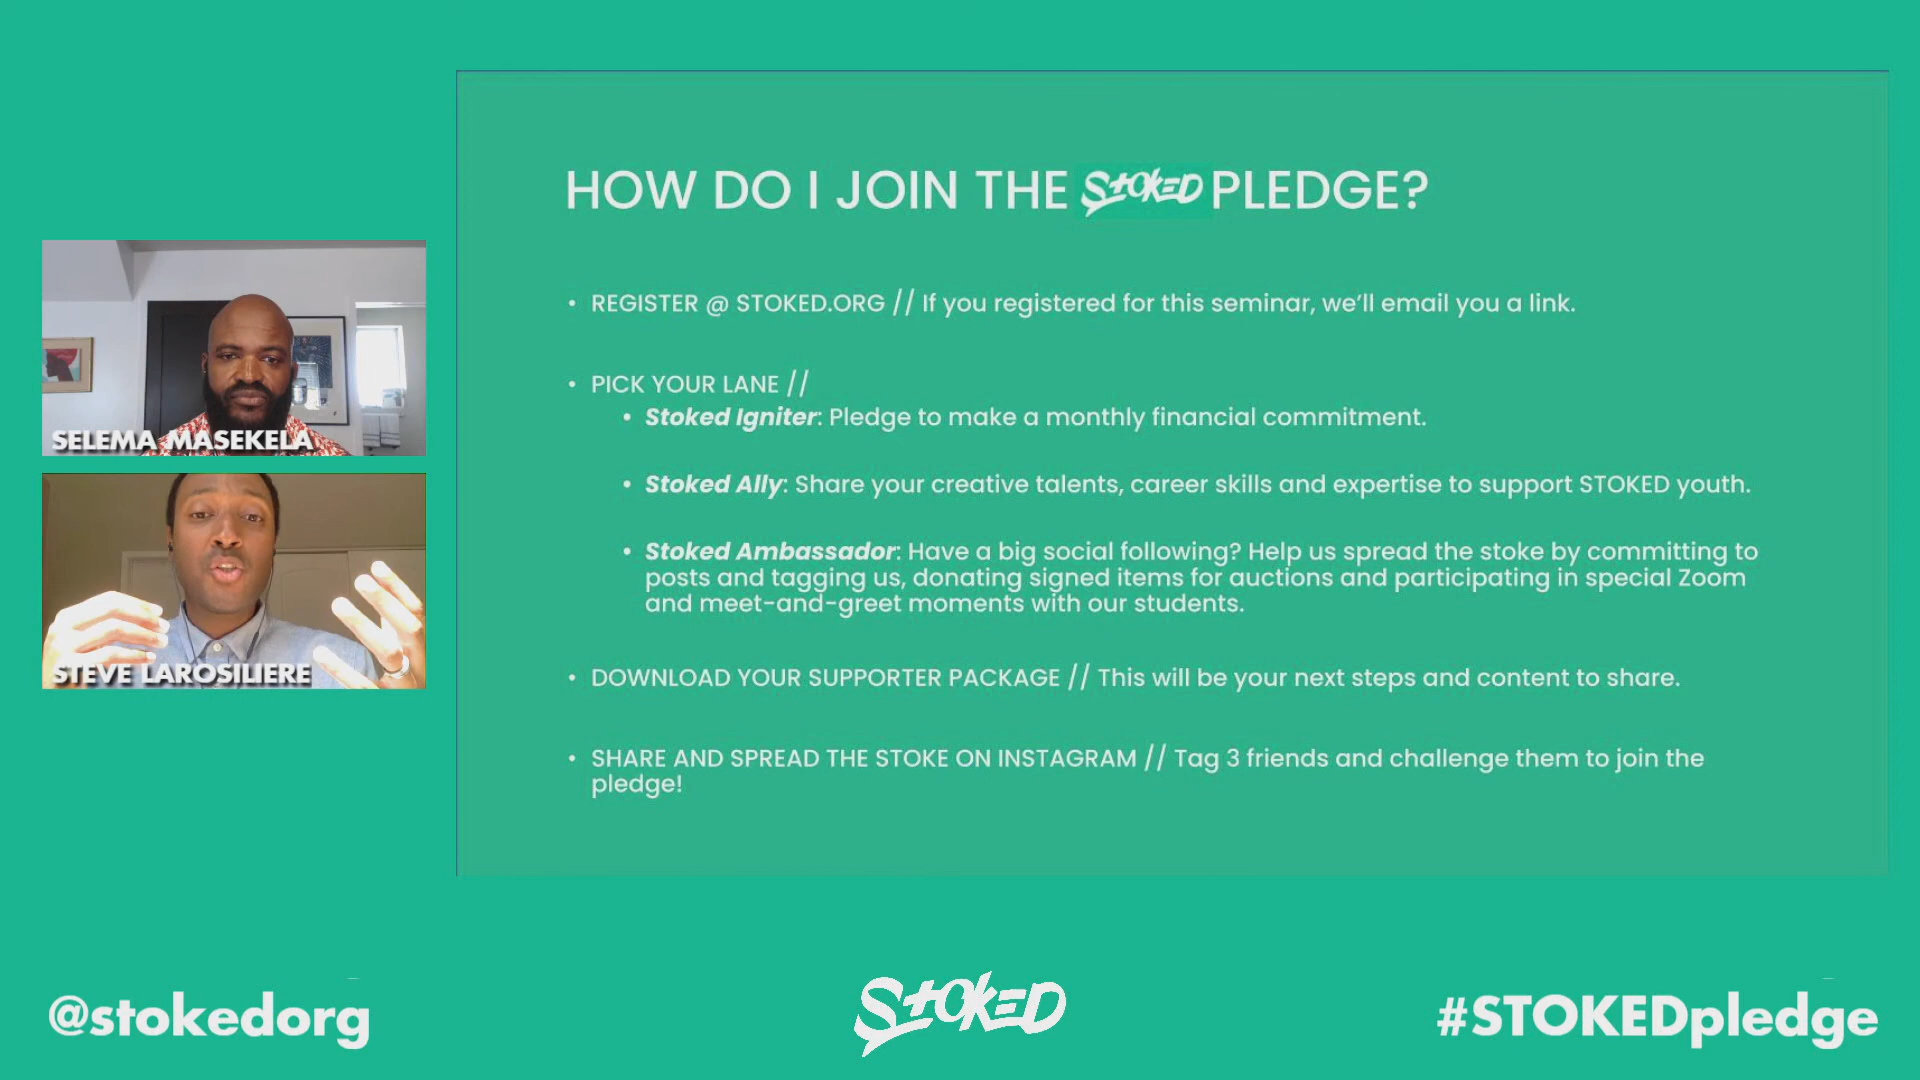 HOW DO I JOIN THE STOKED PLEDGE?
• REGISTER @ STOKED.ORG // If you registered for this seminar, we'll email you a link.
• PICK YOUR LANE //
• Stoked Igniter: Pledge to make a monthly financial commitment.
• Stoked Ally: Share your creative talents, career skills and expertise to support STOKED youth.
• Stoked Ambassador: Have a big social following? Help us spread the stoke by committing to
posts and tagging us, donating signed items for auctions and participating in special Zoom
and meet-and-greet moments with our students.
• DOWNLOAD YOUR SUPPORTER PACKAGE // This will be your next steps and content to share.
• SHARE AND SPREAD THE STOKE ON INSTAGRAM // Tag 3 friends and challenge them to join the
pledge!
SELEMA MASEKELA
STEVE LAROSILIERE
@stokedorg
STOKED
#STOKEDpledge